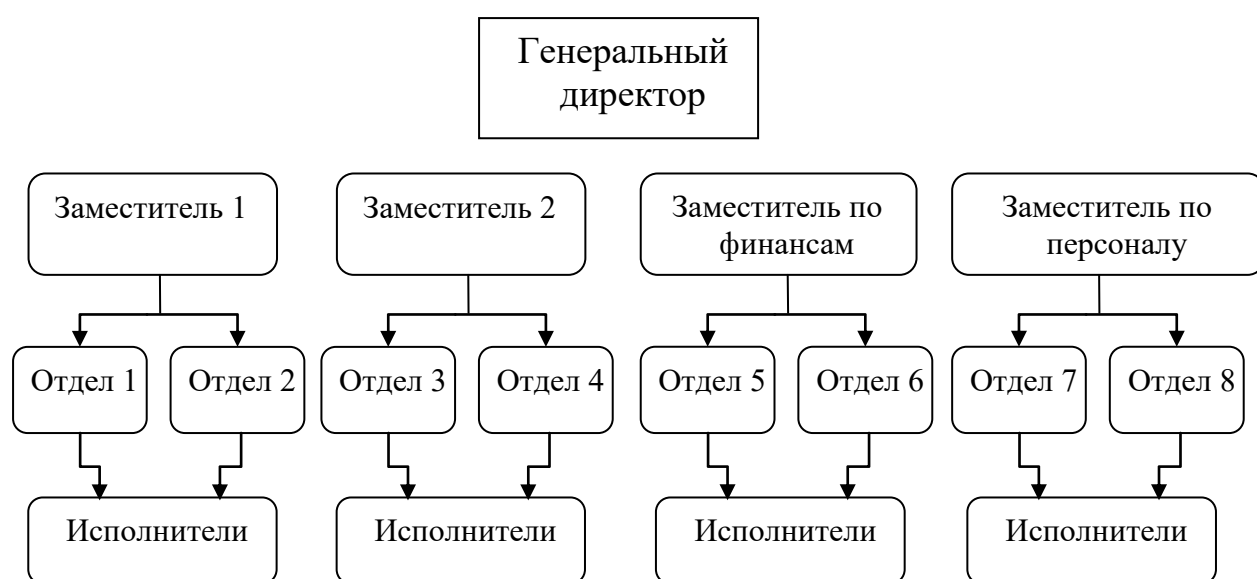 Генеральный
директор
Заместитель 1
Заместитель 2
Заместитель по
финансам
Заместитель по
персоналу
Отдел 1
Отдел 2
Отдел 3
Отдел 4
Отдел 5
Отдел 6
Отдел 7
Отдел 8
Исполнители
Исполнители
Исполнители
Исполнители